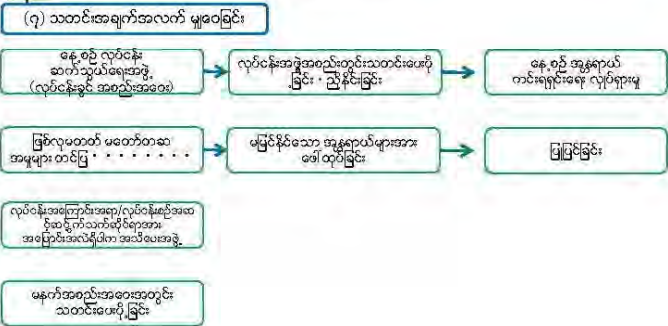 (၇) သတင်းအချက်အလက် မျှဝေခြင်း
နေ့စဉ် လုပ်ငန်း
ဆက်သွယ်ရေးအဖွဲ့
(လုပ်ငန်းခွင် အစည်းအဝေး)
လုပ်ငန်းအဖွဲ့အစည်းတွင်းသတင်းပေးပို့
ခြင်း・ညှိနှိုင်းခြင်း
နေ့စဉ် အန္တရာယ်
ကင်းရှင်းရေး လှုပ်ရှားမှု
ဖြစ်လုမတတ် မတော်တဆ
အမှုများ တင်ပြ・・・・・・・・
မမြင်နိုင်သော အန္တရာယ်များအား
ဖေါ်ထုပ်ခြင်း
ပြုပြင်ခြင်း
လုပ်ငန်းအကြောင်းအရာ/လုပ်ငန်းစဉ်အဆ
င့်ဆင့်နှက်သက်ဆိုင်ရာအား
အပြောင်းအလဲရှိပါက အသိပေးအဖွဲ့
မနက်အစည်းအဝေးအတွင်း
သတင်းပေးပို့ခြင်း